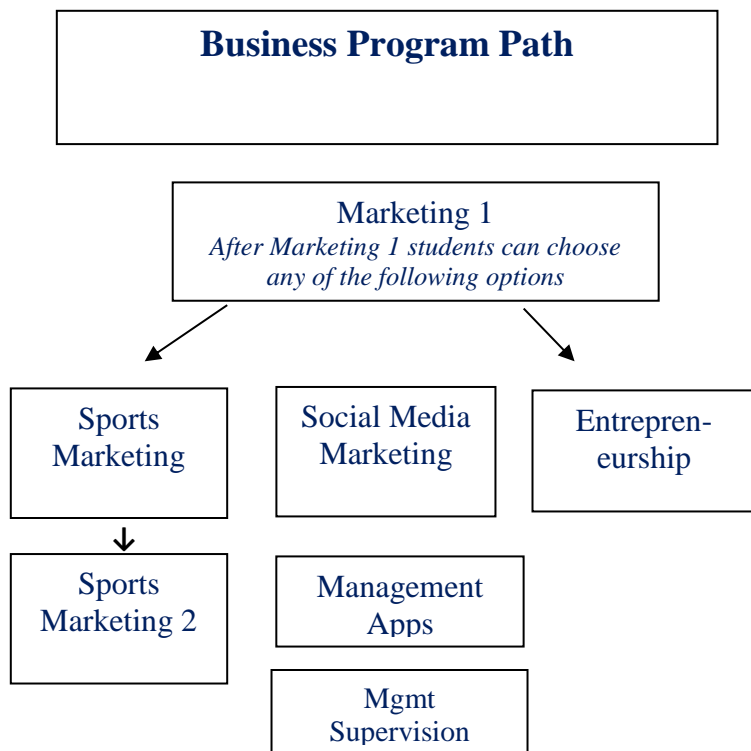 Business Program Path
Marketing 1
After Marketing 1 students can choose
any of the following options
Sports
Marketing
Social Media
Marketing
Entrepren-
eurship
Sports
Marketing 2
Management
Apps
Mgmt
Supervision